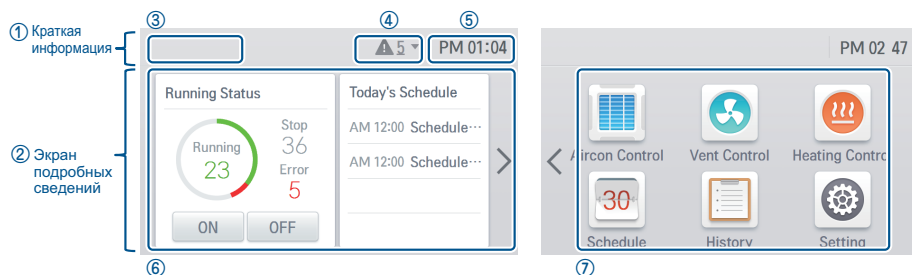 ① Краткая
информация
③
④
⑤
5
PM 01:04
PM 02 47
② Экран
подробных
сведений
Running Status
Running
23
Stop
36
Error
5
ON
OFF
Today's Schedule
AM 12:00 Schedule···
AM 12:00 Schedule···
Aircon Control
Vent Control
Heating Contro
30
Schedule
History
Setting
⑥
⑦